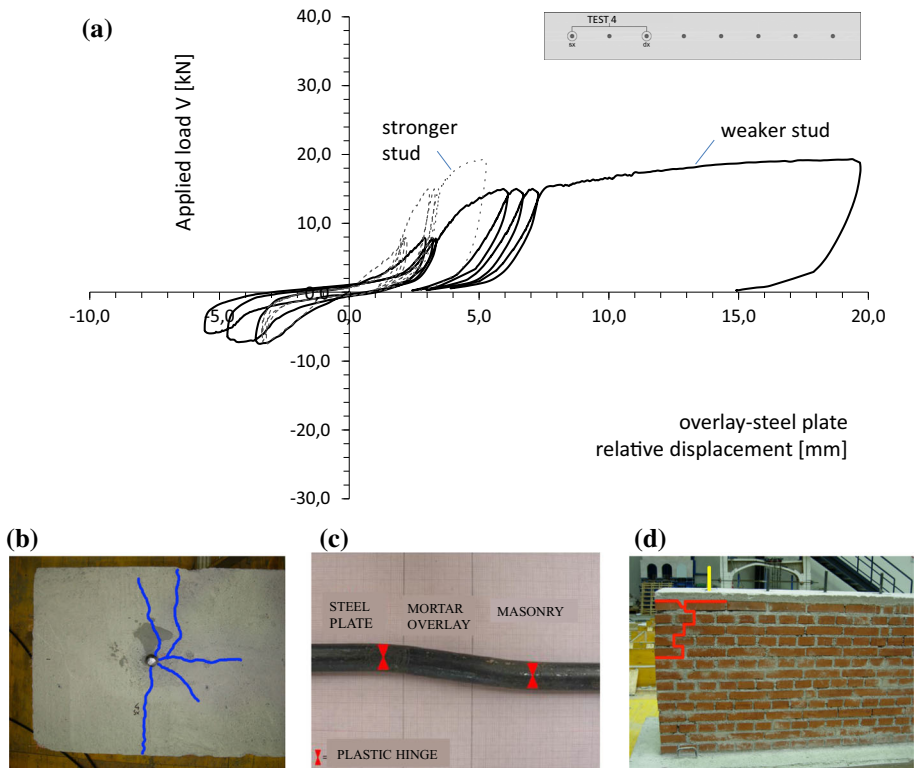 (a)
40,0
30,0
20,0
10,0
0,0
-10,0
-20,0
-30,0
-10,0
-5,0
0,0
5,0
10,0
15,0
20,0
Applied load V [kN]
TEST 4
sx
dx
stronger
stud
weaker stud
overlay-steel plate
relative displacement [mm]
(b)
(c)
(d)
STEEL
PLATE
MORTAR
OVERLAY
MASONRY
= PLASTIC HINGE